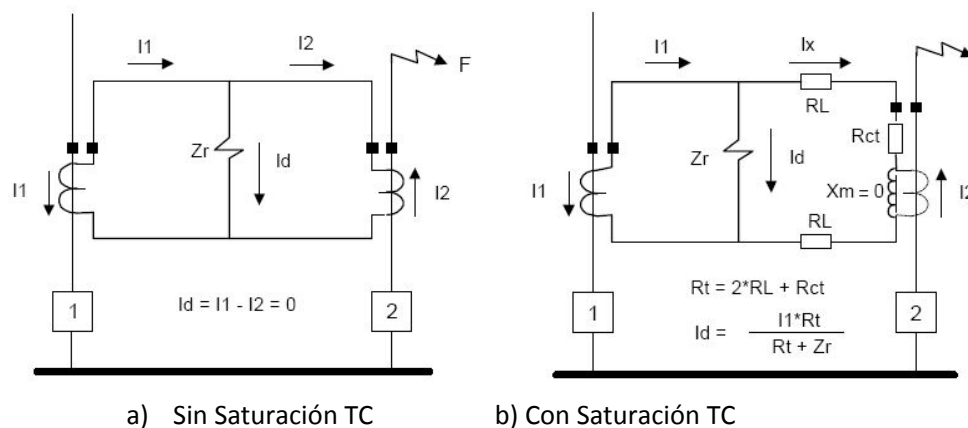 I1
I2
F
Zr
Id
I1
I2
1
Id = I1 - I2 = 0
2
a) Sin Saturación TC
I1
Ix
RL
Rct
Zr
Id
I1
Xm = 0
I2
RL
Rt = 2*RL + Rct
1
Id = I1*Rt
Rt + Zr
2
b) Con Saturación TC